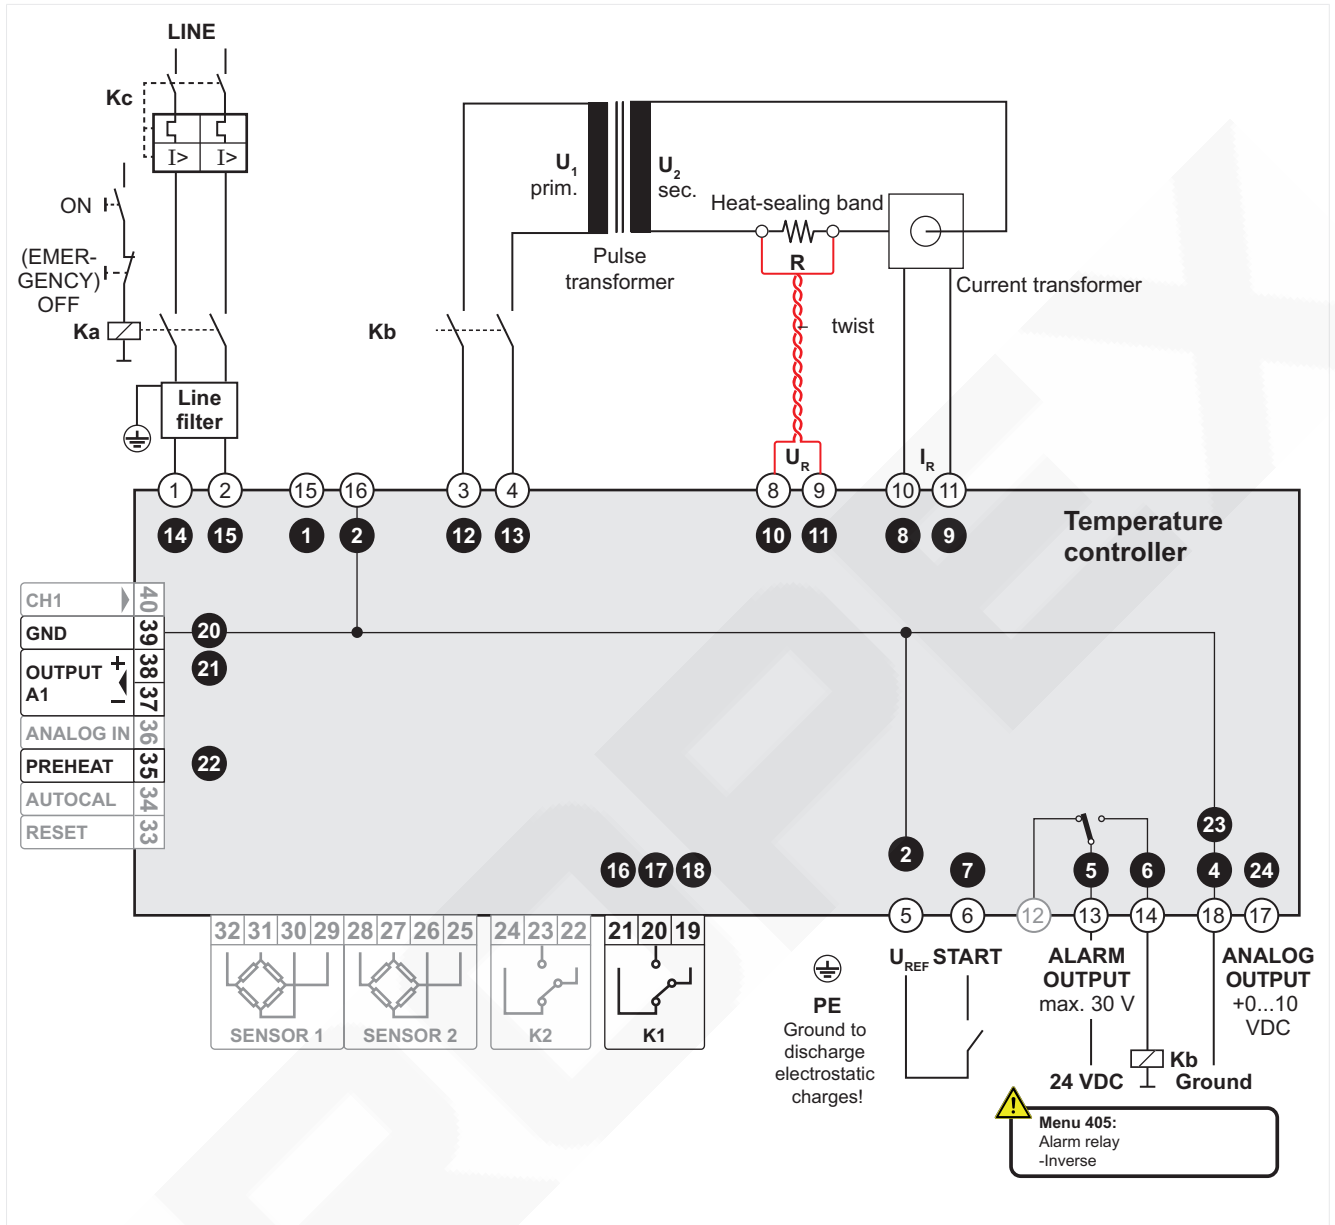 LINE
Kc
I> I>
ON
(EMER-
GENCY)
OFF
Ka
Line
filter
U1
prim.
U2
sec.
Pulse
transformer
Heat-sealing band
R
Current transformer
twist
Kb
UR
IR
1 2 15 16 3 4 8 9 10 11
14 15 1 2 12 13 10 11 8 9
Temperature
controller
CH1 40
GND 39 20
OUTPUT + 38 21
A1 – 37
ANALOG IN 36
PREHEAT 35 22
AUTOCAL 34
RESET 33
23
16 17 18 2 7 5 6 4 24
5 6 12 13 14 18 17
32 31 30 29 28 27 26 25 24 23 22 21 20 19
SENSOR 1 SENSOR 2 K2 K1
PE
Ground to
discharge
electrostatic
charges!
UREF START
ALARM
OUTPUT
max. 30 V
24 VDC
Kb
Ground
ANALOG
OUTPUT
+0...10
VDC
!
Menu 405:
Alarm relay
-Inverse
ROPEX